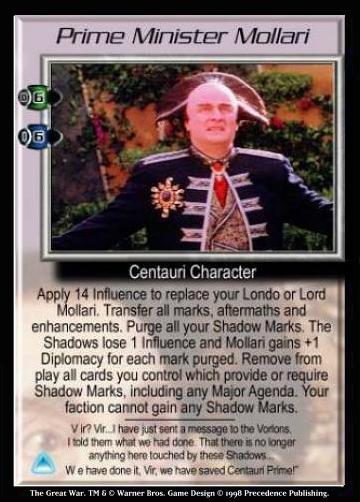 Prime Minister Mollari
6
6
Centauri Character
Apply 14 Influence to replace your Londo or Lord
Mollari. Transfer all marks, aftermaths and
enhancements. Purge all your Shadow Marks. The
Shadows lose 1 Influence and Mollari gains +1
Diplomacy for each mark purged. Remove from
play all cards you control which provide or require
Shadow Marks, including any Major Agenda. Your
faction cannot gain any Shadow Marks.
V ir? Vir...I have just sent a message to the Vorlons.
I told them what we had done. That there is no longer
anything here touched by these Shadows...
W e have done it, Vir, we have saved Centauri Prime!"
The Great War. TM & © Warner Bros. Game Design © 1998 Precedence Publishing.